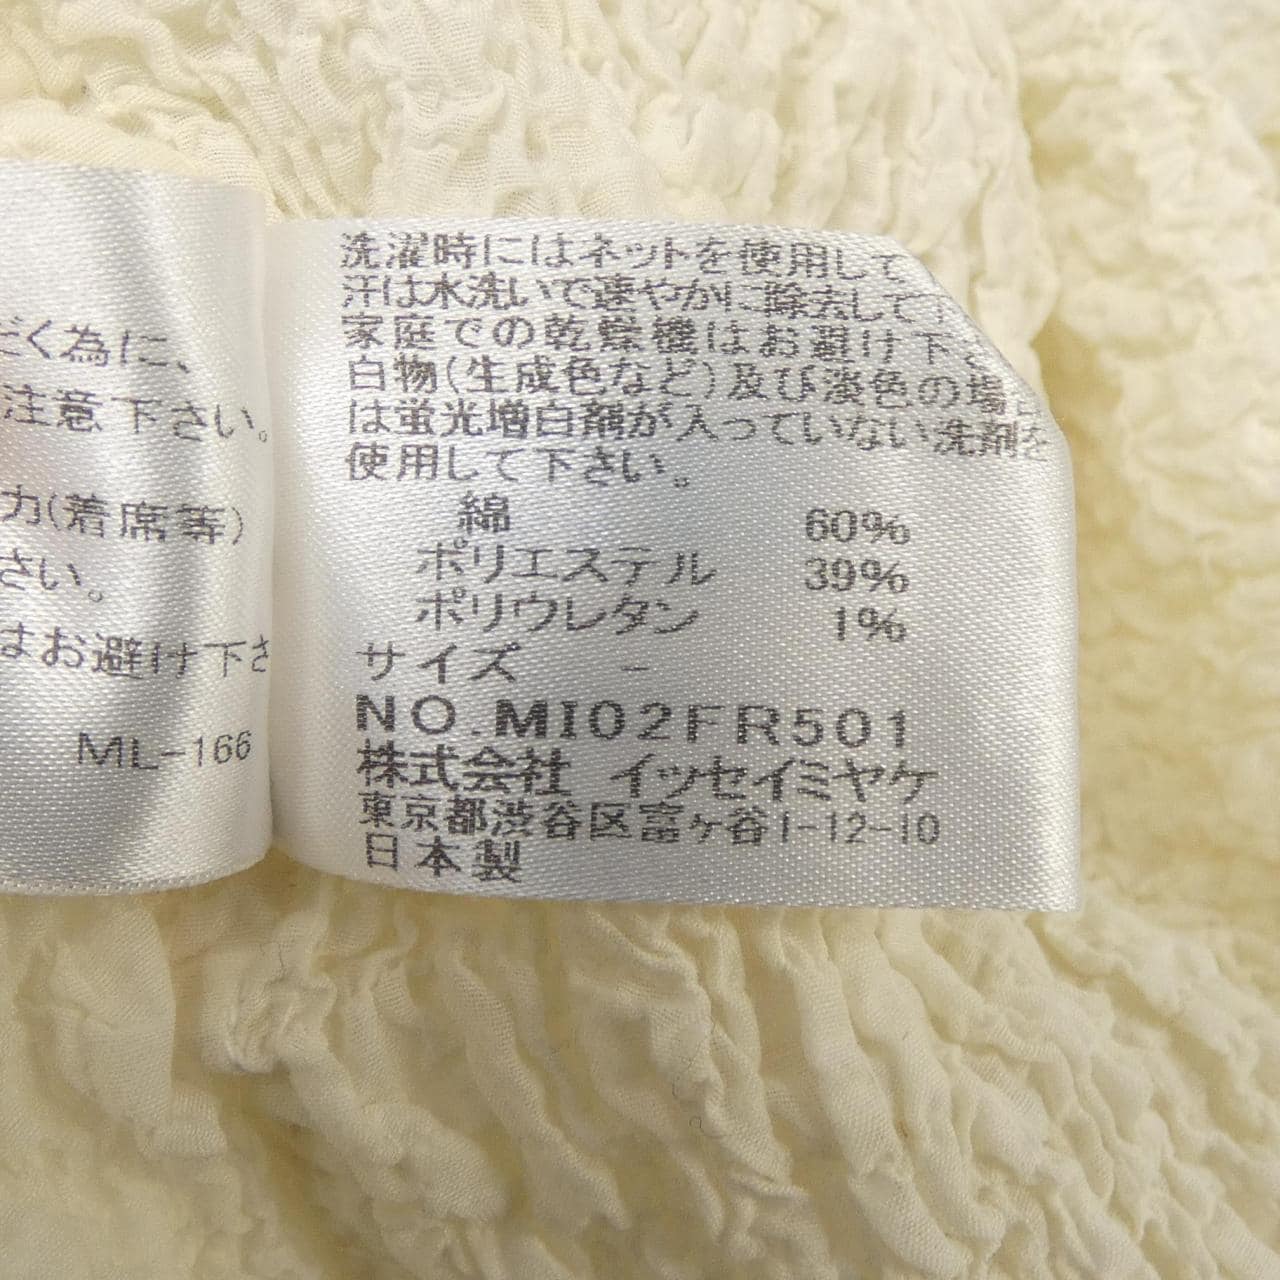 だく為に、
注意下さい。
力(着席等)
さい。
はお避け下さ
ML-166
洗濯時にはネットを使用して
汗は水洗いで速やかに除去して下
家庭での乾燥機はお避け下さ
白物(生成色など)及び淡色の場合
は蛍光増白剤が入っていない洗剤を
使用して下さい。
綿 60%
ポリエステル 39%
ポリウレタン 1%
サイズ -
NO.MI02FR501
株式会社 イッセイミヤケ
東京都渋谷区富ヶ谷1-12-10
日本製